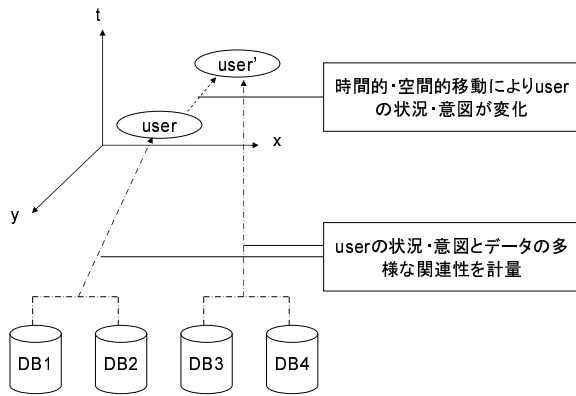 t
user'
時間的・空間的移動によりuser
の状況・意図が変化
user
x
y
userの状況・意図とデータの多
様な関連性を計量
DB1
DB2
DB3
DB4